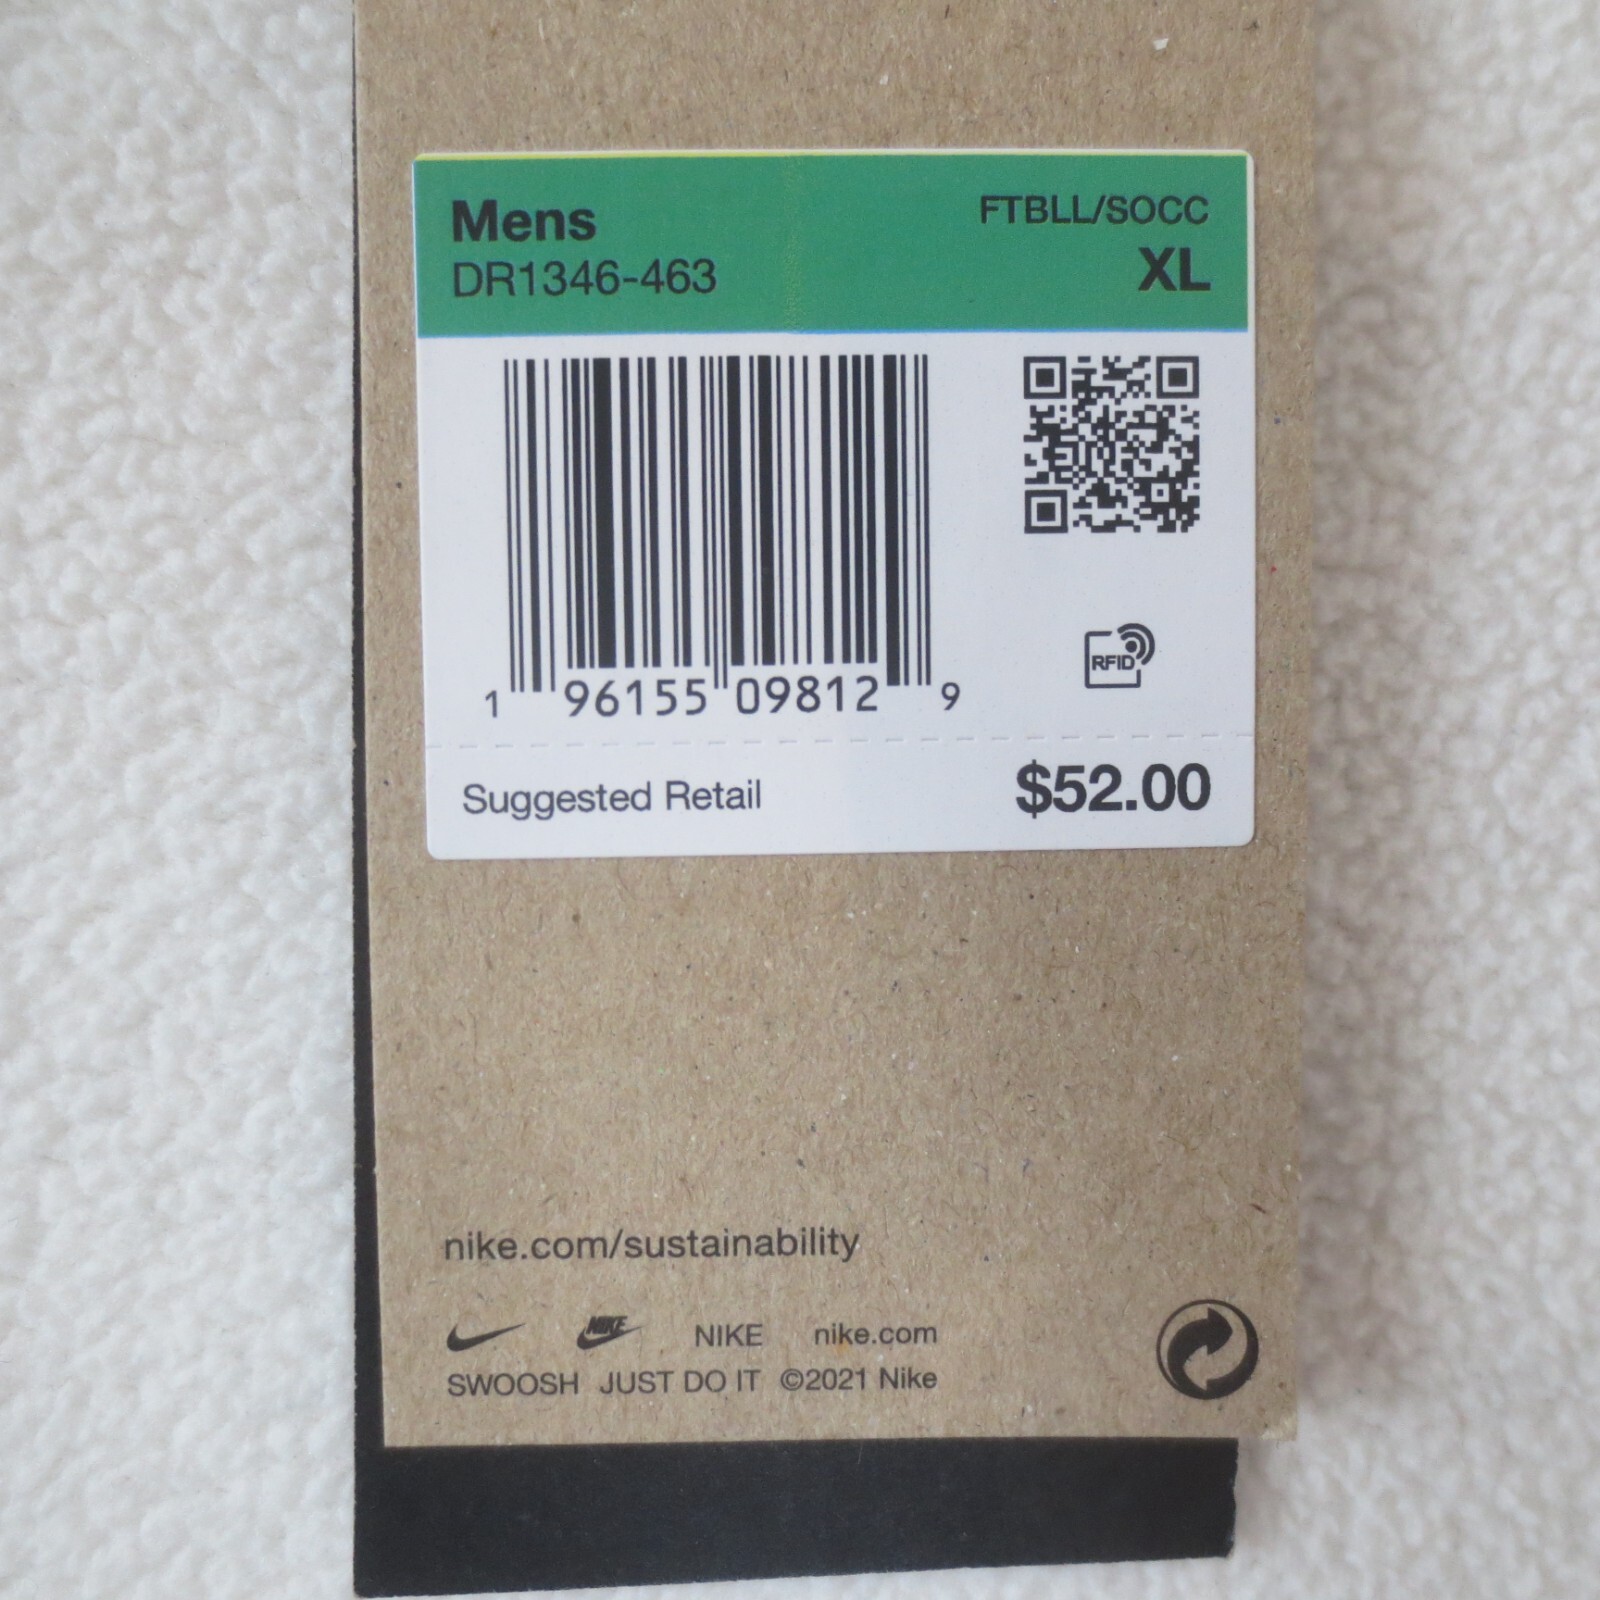 Mens
FTBLL/SOCC
DR1346-463
XL
RFID
1 96155 09812 9
Suggested Retail
$52.00
nike.com/sustainability
NIKE NIKE nike.com
SWOOSH JUST DO IT ©2021 Nike